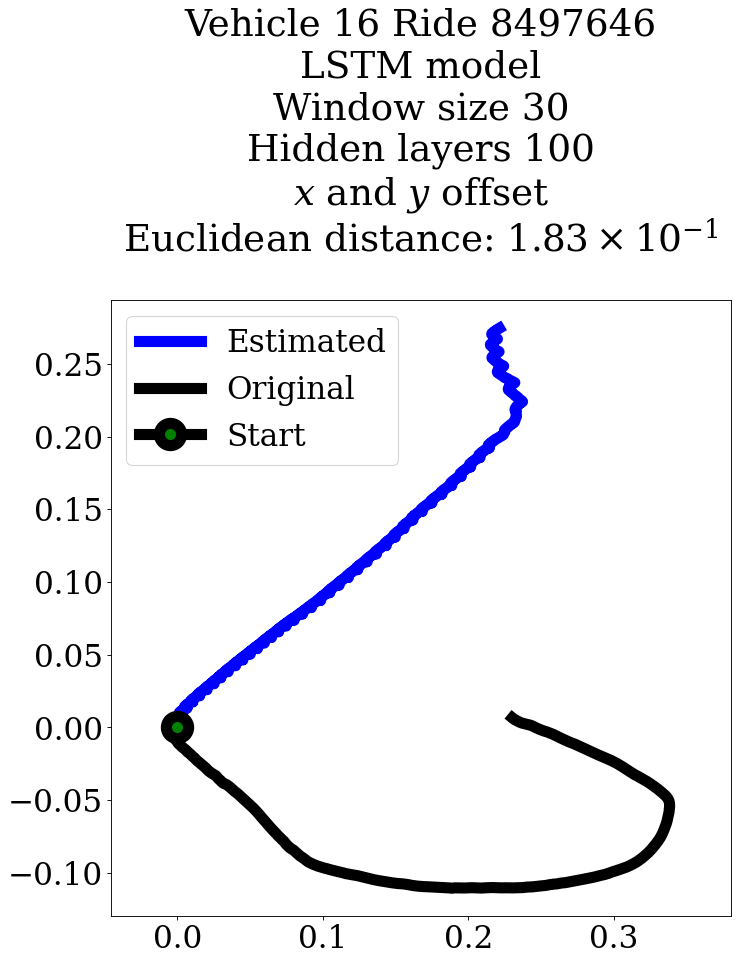 Vehicle 16 Ride 8497646
LSTM model
Window size 30
Hidden layers 100
x and y offset
Euclidean distance: 1.83 × 10⁻¹
Estimated
Original
Start
0.25
0.20
0.15
0.10
0.05
0.00
−0.05
−0.10
0.0 0.1 0.2 0.3